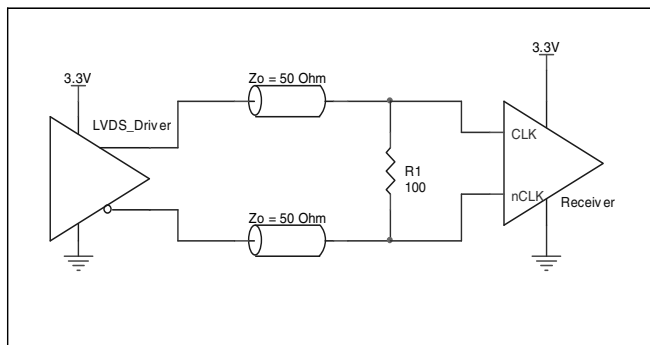 3.3V
LVDS_Driver
Zo = 50 Ohm
Zo = 50 Ohm
R1
100
3.3V
CLK
nCLK
Receiver